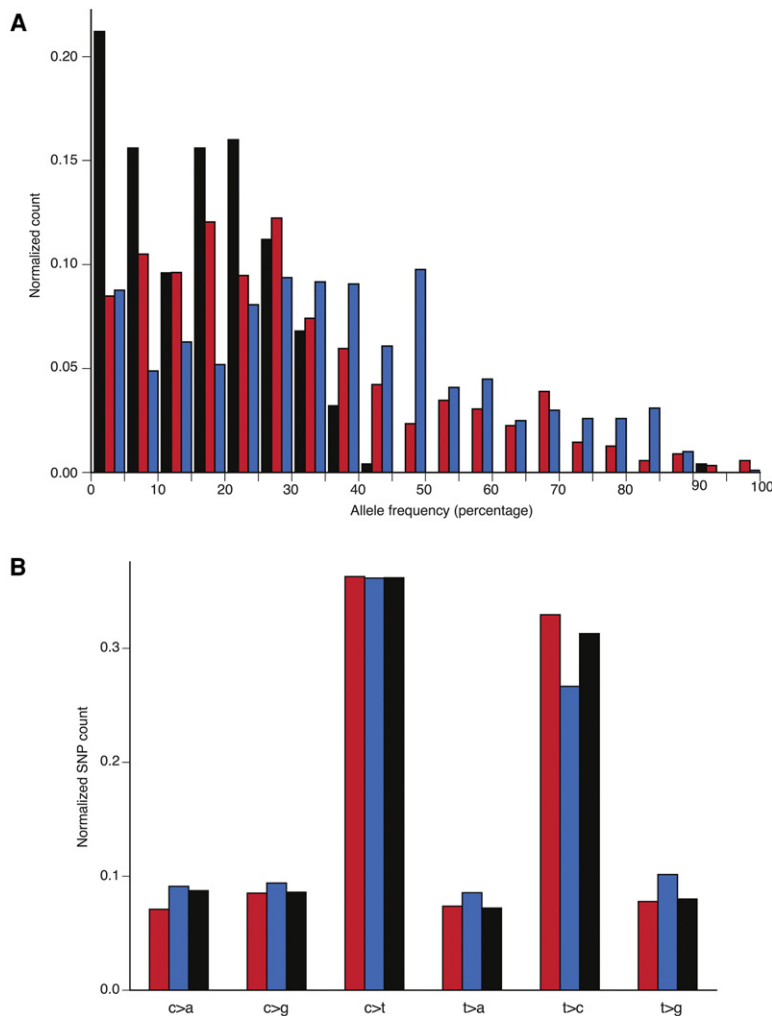 A
0.20
0.15
0.10
0.05
0.00
Normalized count
0 10 20 30 40 50 60 70 80 90 100
Allele frequency (percentage)
B
0.3
0.2
0.1
0.0
Normalized SNP count
c>a c>g c>t t>a t>c t>g